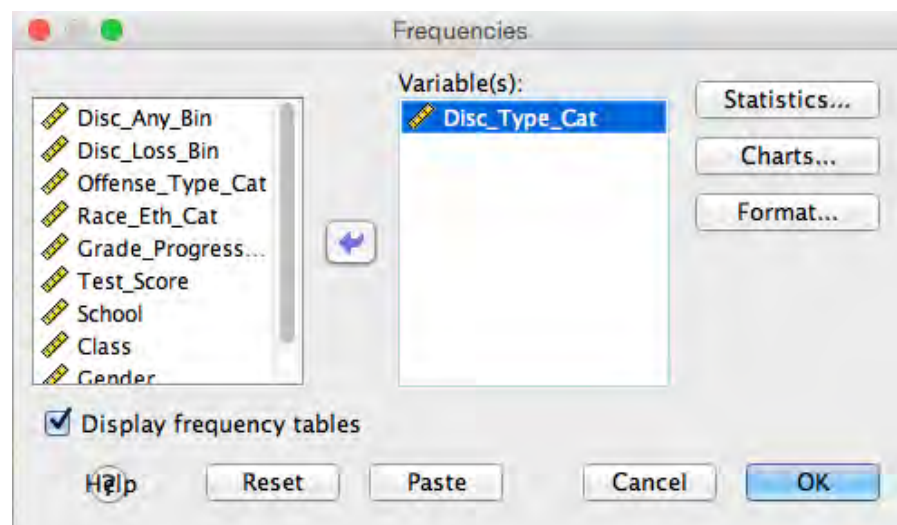 Frequencies
Variable(s):
Disc_Any_Bin
Disc_Loss_Bin
Offense_Type_Cat
Race_Eth_Cat
Grade_Progress...
Test_Score
School
Class
Gender
Disc_Type_Cat
Statistics...
Charts...
Format...
Display frequency tables
Help
Reset
Paste
Cancel
OK